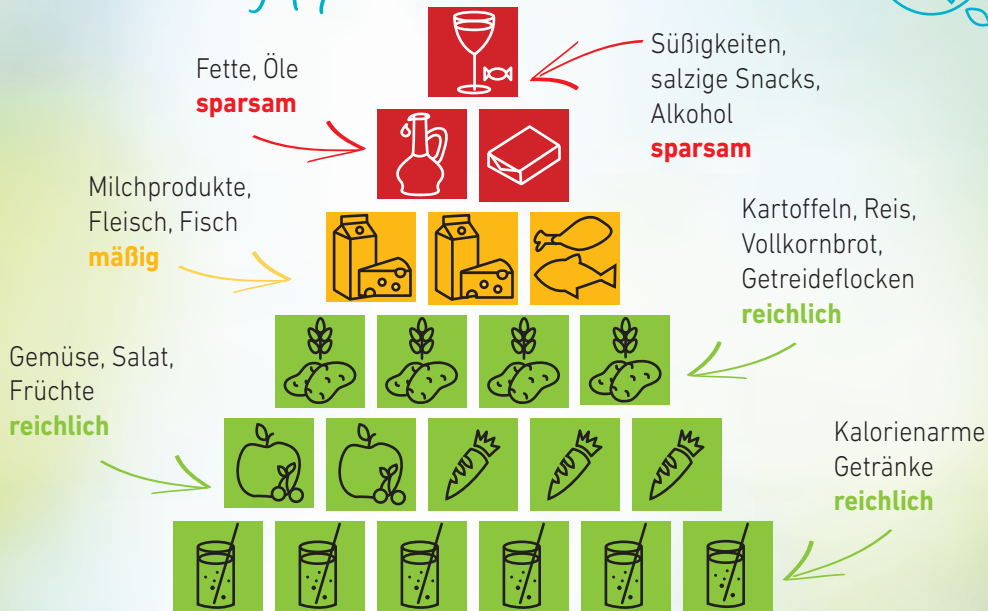 Fette, Öle
sparsam
Süßigkeiten,
salzige Snacks,
Alkohol
sparsam
Milchprodukte,
Fleisch, Fisch
mäßig
Kartoffeln, Reis,
Vollkornbrot,
Getreideflocken
reichlich
Gemüse, Salat,
Früchte
reichlich
Kalorienarme
Getränke
reichlich